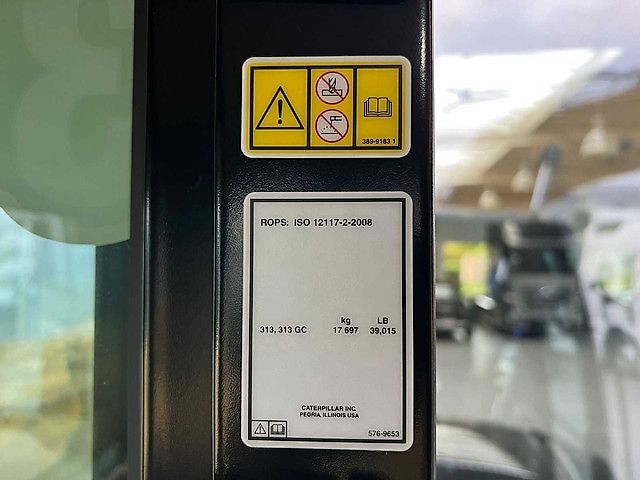 389-9183 1
ROPS: ISO 12117-2-2008
kg LB
313, 313 GC 17 697 39,015
CATERPILLAR INC.
PEORIA, ILLINOIS USA
576-9653